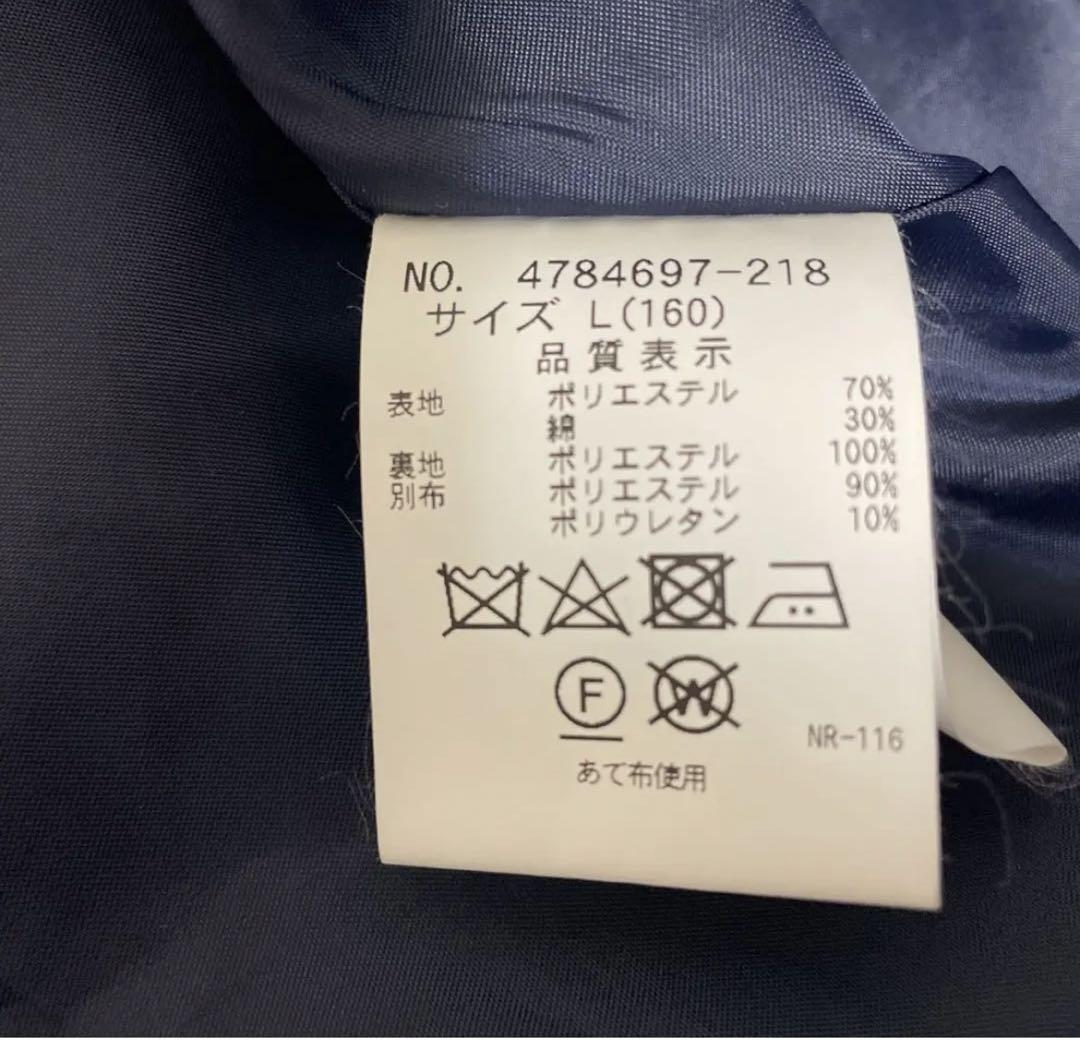 NO. 4784697-218
サイズ L(160)
品質表示
表地 ポリエステル 70%
綿 30%
裏地 ポリエステル 100%
別布 ポリエステル 90%
ポリウレタン 10%
F W
NR-116
あて布使用